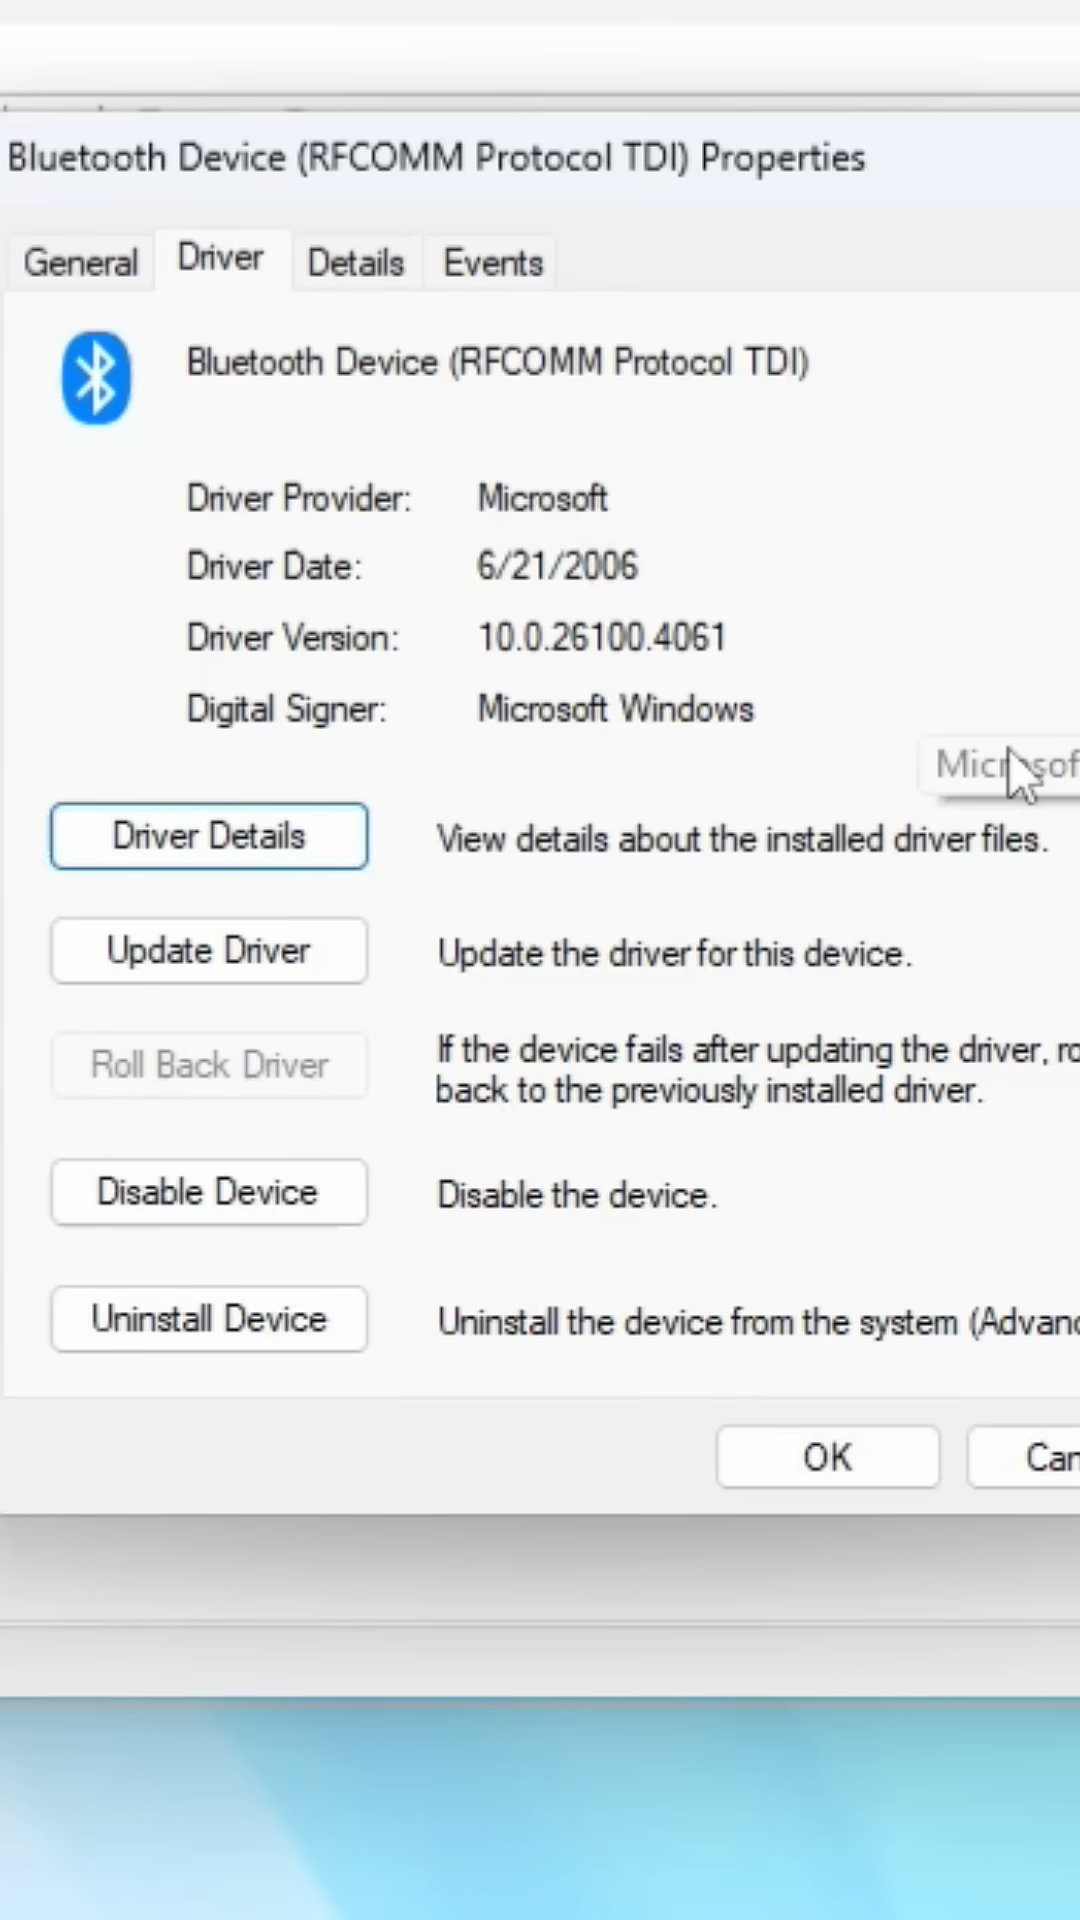 Bluetooth Device (RFCOMM Protocol TDI) Properties
General Driver Details Events
Bluetooth Device (RFCOMM Protocol TDI)
Driver Provider: Microsoft
Driver Date: 6/21/2006
Driver Version: 10.0.26100.4061
Digital Signer: Microsoft Windows
Driver Details View details about the installed driver files.
Update Driver Update the driver for this device.
Roll Back Driver If the device fails after updating the driver,
back to the previously installed driver.
Disable Device Disable the device.
Uninstall Device Uninstall the device from the system
OK